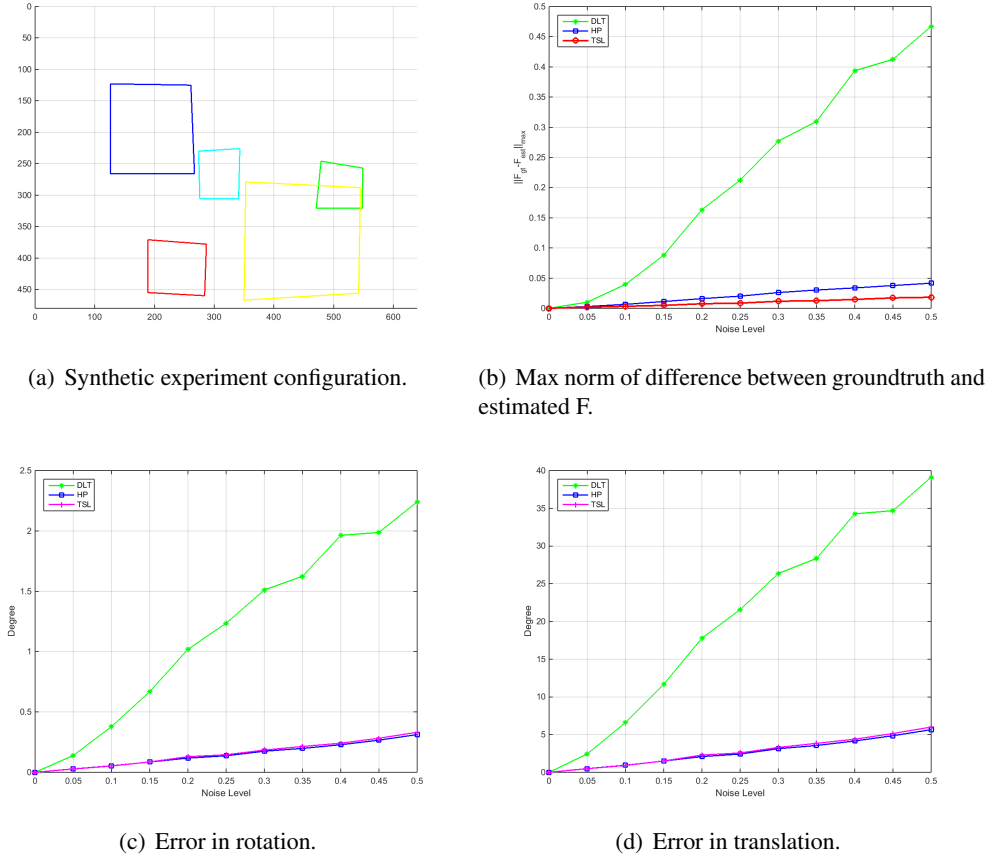 0
50
100
150
200
250
300
350
400
450
0 100 200 300 400 500 600
(a) Synthetic experiment configuration.
DLT
HP
TSL
0.5
0.45
0.4
0.35
0.3
0.25
0.2
0.15
0.1
0.05
0
||F_gt-F_est||_max
0 0.05 0.1 0.15 0.2 0.25 0.3 0.35 0.4 0.45 0.5
Noise Level
(b) Max norm of difference between groundtruth and
estimated F.
DLT
HP
TSL
2.5
2
1.5
1
0.5
0
Degree
0 0.05 0.1 0.15 0.2 0.25 0.3 0.35 0.4 0.45 0.5
Noise Level
(c) Error in rotation.
DLT
HP
TSL
40
35
30
25
20
15
10
5
0
Degree
0 0.05 0.1 0.15 0.2 0.25 0.3 0.35 0.4 0.45 0.5
Noise Level
(d) Error in translation.